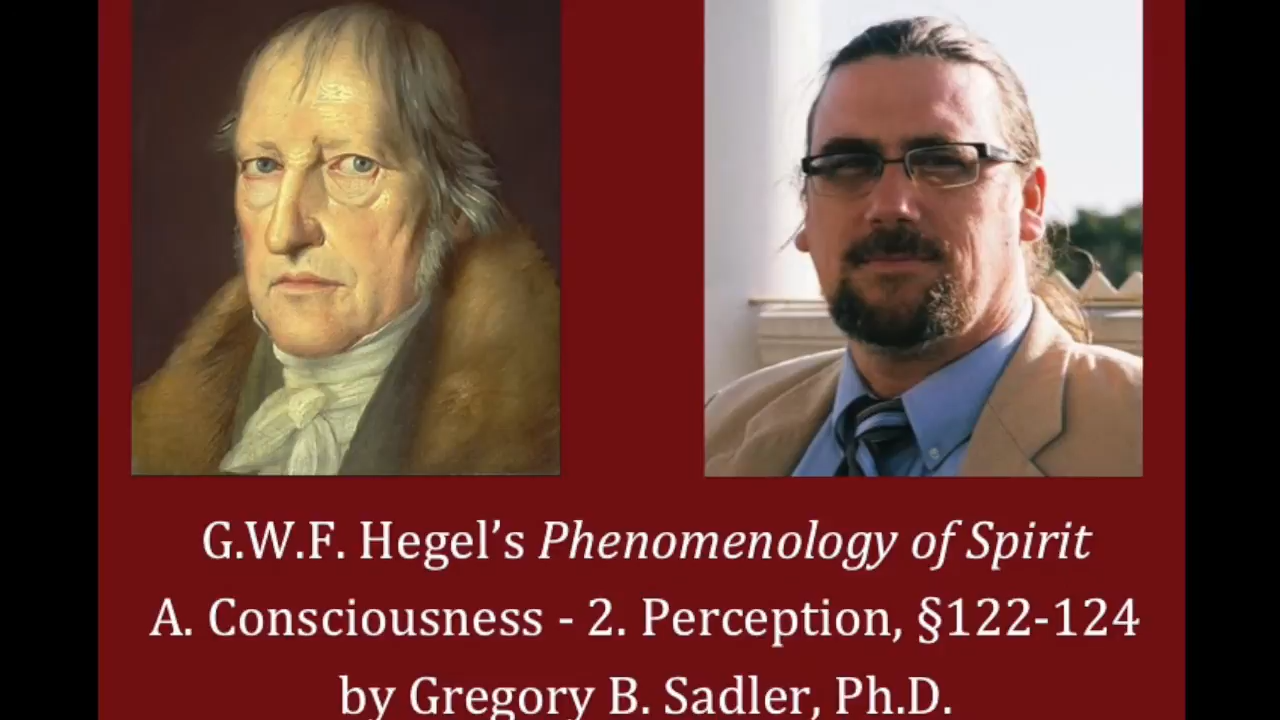 G.W.F. Hegel’s Phenomenology of Spirit
A. Consciousness - 2. Perception, §122-124
by Gregory B. Sadler, Ph.D.